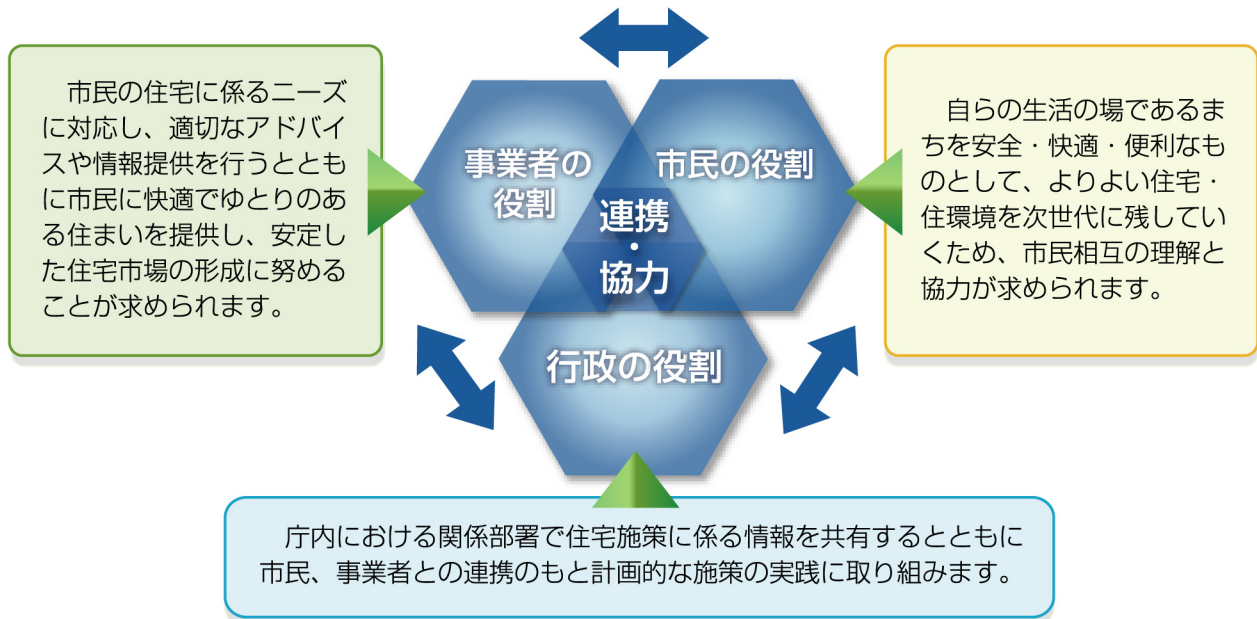 市民の住宅に係るニーズ
に対応し、適切なアドバイ
スや情報提供を行うととも
に市民に快適でゆとりのあ
る住まいを提供し、安定し
た住宅市場の形成に努める
ことが求められます。
事業者の
役割
市民の役割
連携
・
協力
行政の役割
自らの生活の場であるま
ちを安全・快適・便利なも
のとして、よりよい住宅・
住環境を次世代に残してい
くため、市民相互の理解と
協力が求められます。
庁内における関係部署で住宅施策に係る情報を共有するとともに
市民、事業者との連携のもと計画的な施策の実践に取り組みます。